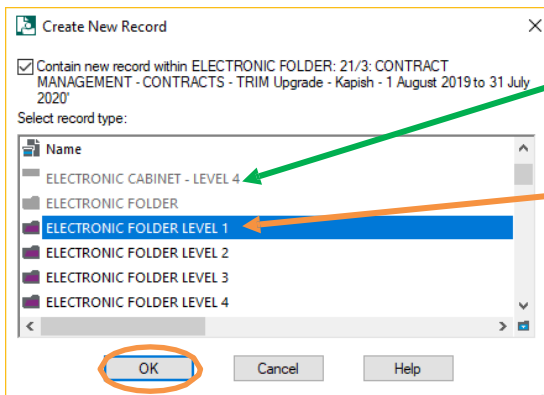 Create New Record
Contain new record within ELECTRONIC FOLDER: 21/3: CONTRACT
MANAGEMENT - CONTRACTS - TRIM Upgrade - Kapish - 1 August 2019 to 31 July
2020'
Select record type:
Name
ELECTRONIC CABINET - LEVEL 4
ELECTRONIC FOLDER
ELECTRONIC FOLDER LEVEL 1
ELECTRONIC FOLDER LEVEL 2
ELECTRONIC FOLDER LEVEL 3
ELECTRONIC FOLDER LEVEL 4
OK Cancel Help